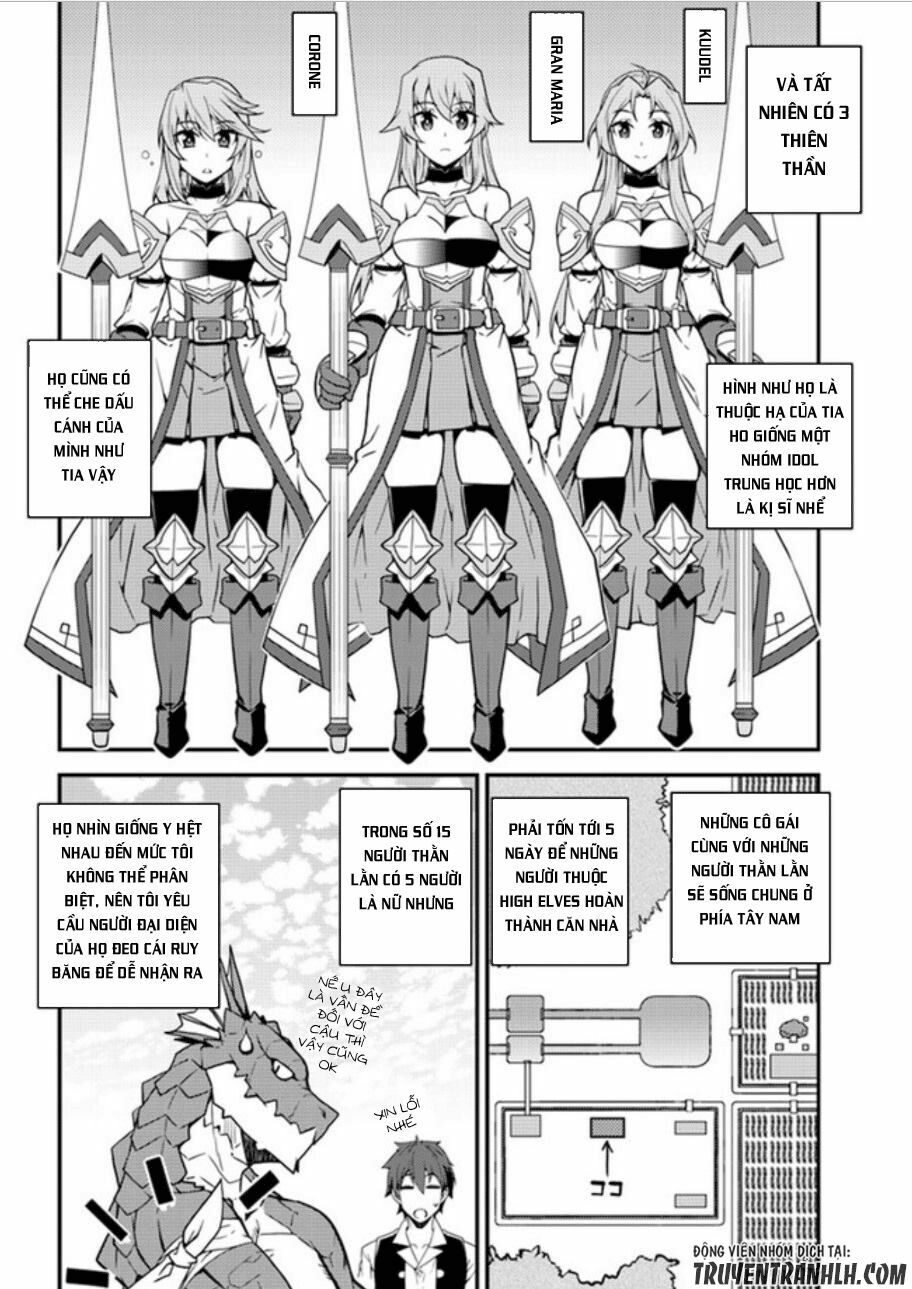 VÀ TẤT
NHIÊN CÓ 3
THIÊN
THẦN
KUUDEL
GRAN MARIA
CORONE
HÌNH NHƯ HỌ LÀ
THUỘC HẠ CỦA TIA
HO GIỐNG MỘT
NHÓM IDOL
TRUNG HỌC HƠN
LÀ KỊ SĨ NHỂ
HỌ CŨNG CÓ
THỂ CHE DẤU
CÁNH CỦA
MÌNH NHƯ
TIA VẬY
NHỮNG CÔ GÁI
CÙNG VỚI NHỮNG
NGƯỜI THẰN LẰN
SẼ SỐNG CHUNG Ở
PHÍA TÂY NAM
PHẢI TỐN TỚI 5
NGÀY ĐỂ NHỮNG
NGƯỜI THUỘC
HIGH ELVES HOÀN
THÀNH CĂN NHÀ
ココ
TRONG SỐ 15
NGƯỜI THẰN
LẰN CÓ 5 NGƯỜI
LÀ NỮ NHƯNG
HỌ NHÌN GIỐNG Y HỆT
NHAU ĐẾN MỨC TÔI
KHÔNG THỂ PHÂN
BIỆT, NÊN TÔI YÊU
CẦU NGƯỜI ĐẠI DIỆN
CỦA HỌ ĐEO CÁI RUY
BĂNG ĐỂ DỄ NHẬN RA
NẾU ĐÂY
LÀ VẤN ĐỀ
ĐỐI VỚI
CẬU THÌ
VẬY CŨNG
OK
XIN LỖI
NHÉ
ĐỘNG VIÊN NHÓM DỊCH TẠI:
TRUYENTRANHLH.COM